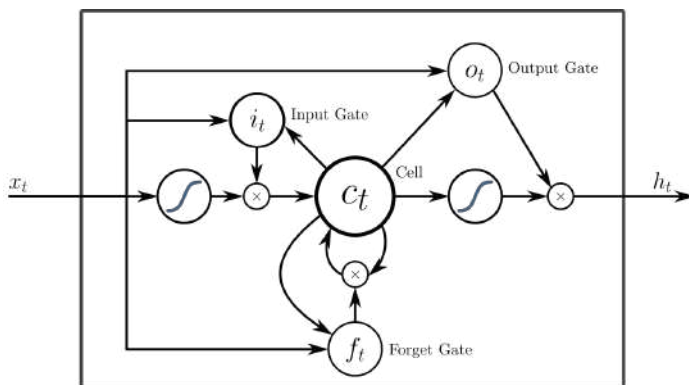 o_t Output Gate
i_t Input Gate
x_t
×
c_t
Cell
×
h_t
×
f_t Forget Gate